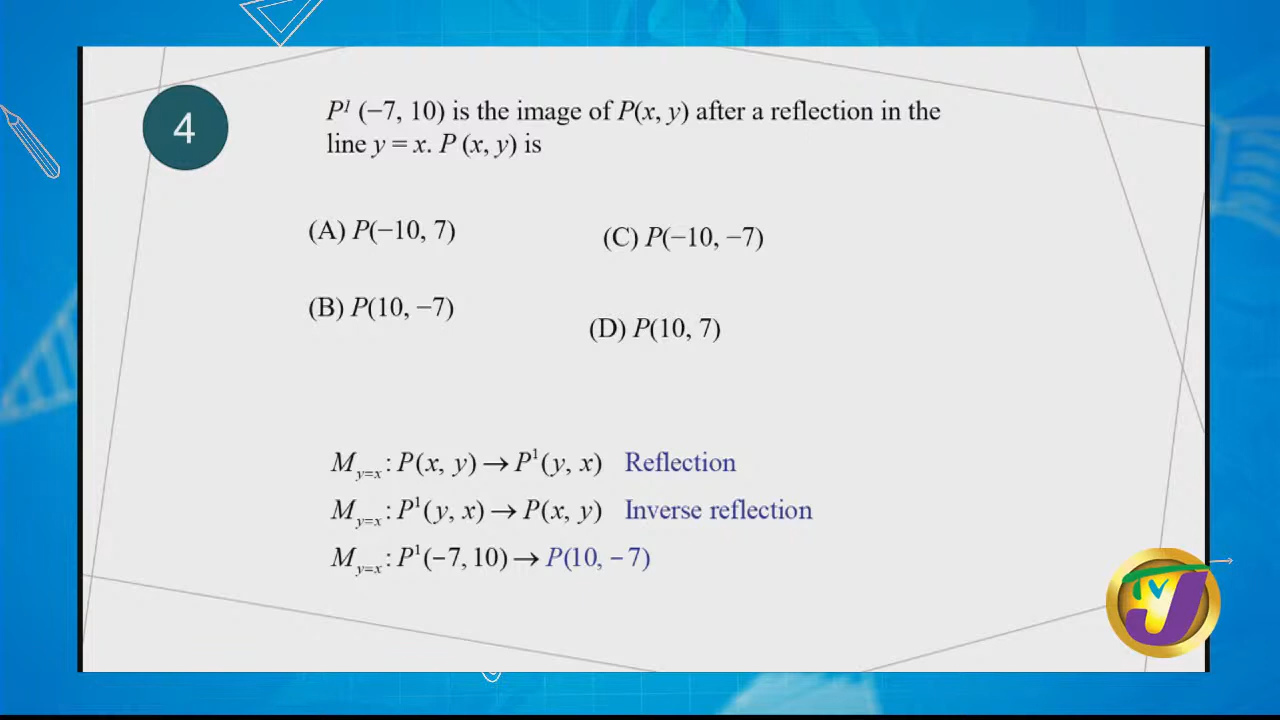 4
P¹ (−7, 10) is the image of P(x, y) after a reflection in the
line y = x. P (x, y) is
(A) P(−10, 7)
(C) P(−10, −7)
(B) P(10, −7)
(D) P(10, 7)
M_{y=x} : P(x, y) → P¹(y, x) Reflection
M_{y=x} : P¹(y, x) → P(x, y) Inverse reflection
M_{y=x} : P¹(−7, 10) → P(10, −7)
TVJ